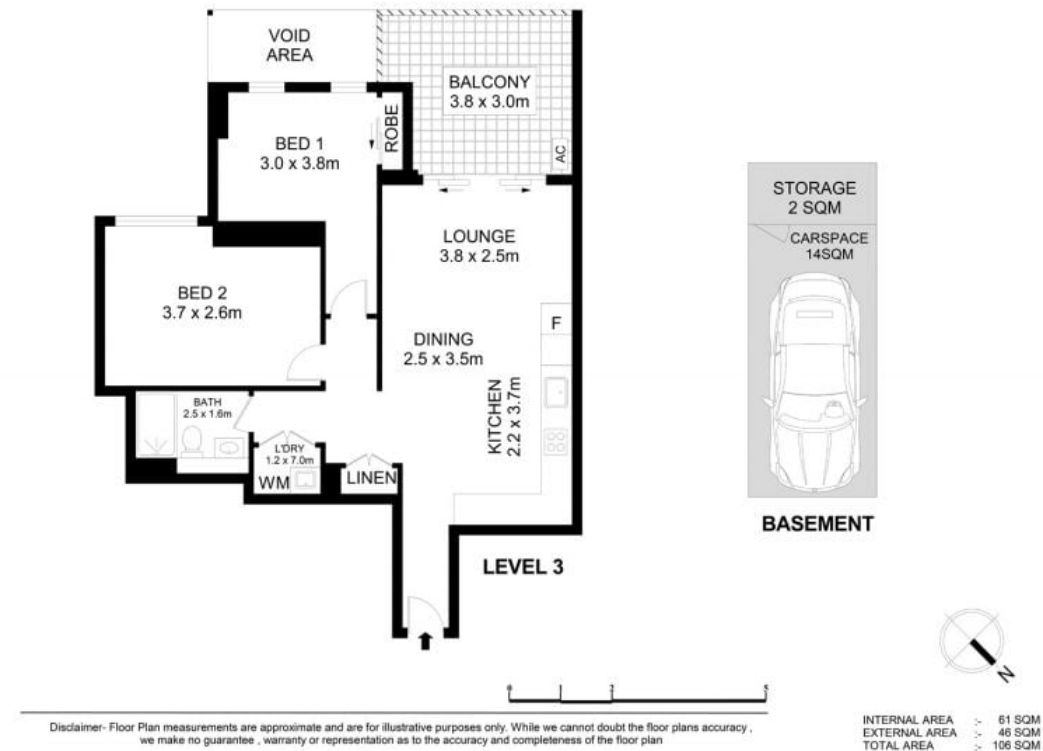 VOID
AREA
BALCONY
3.8 x 3.0m
BED 1
3.0 x 3.8m
ROBE
AC
STORAGE
2 SQM
CARSPACE
14SQM
LOUNGE
3.8 x 2.5m
BED 2
3.7 x 2.6m
F
DINING
2.5 x 3.5m
KITCHEN
2.2 x 3.7m
BATH
2.5 x 1.6m
L'DRY
1.2 x 7.0m
WM
LINEN
BASEMENT
LEVEL 3
N
0 1 2 5
Disclaimer- Floor Plan measurements are approximate and are for illustrative purposes only. While we cannot doubt the floor plans accuracy ,
we make no guarantee , warranty or representation as to the accuracy and completeness of the floor plan
INTERNAL AREA :- 61 SQM
EXTERNAL AREA :- 46 SQM
TOTAL AREA :- 106 SQM